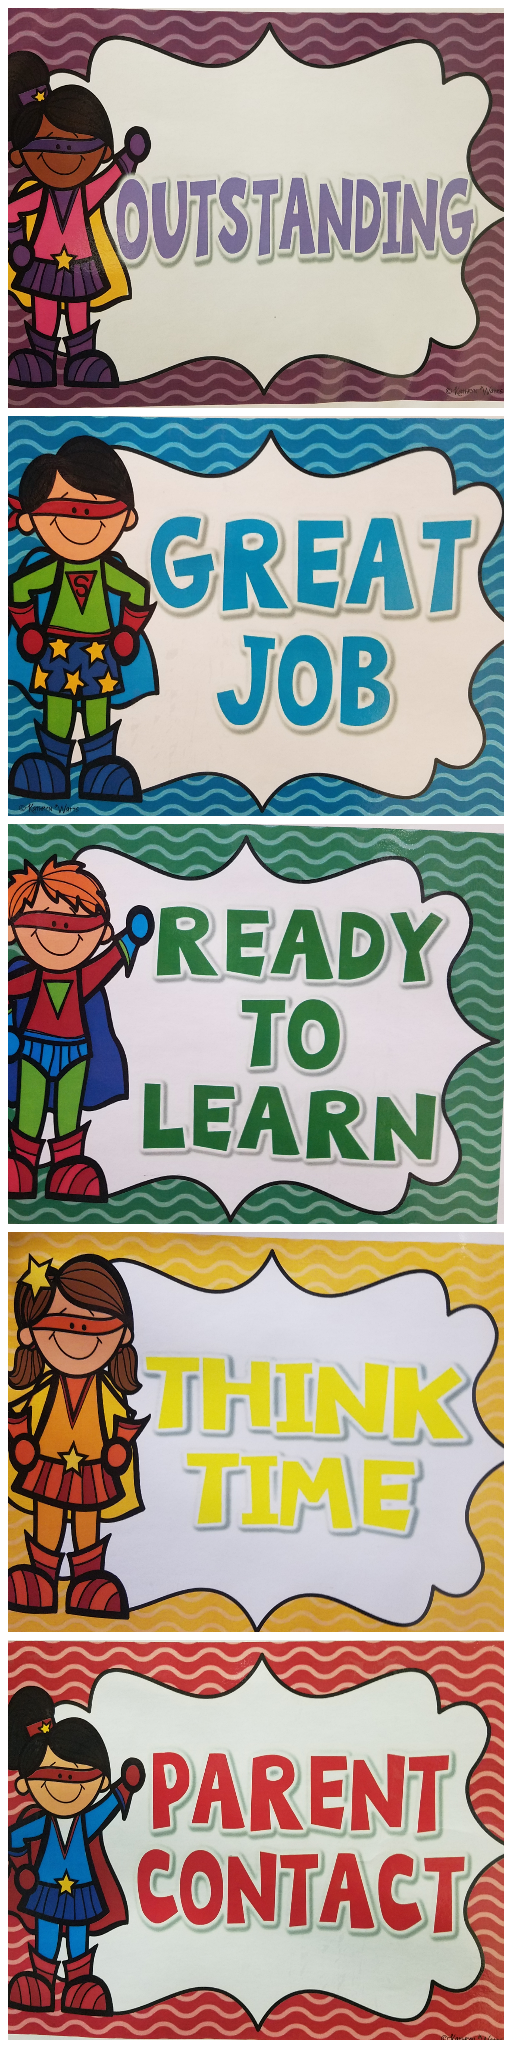 OUTSTANDING
GREAT
JOB
S
READY
TO
LEARN
THINK
TIME
PARENT
CONTACT